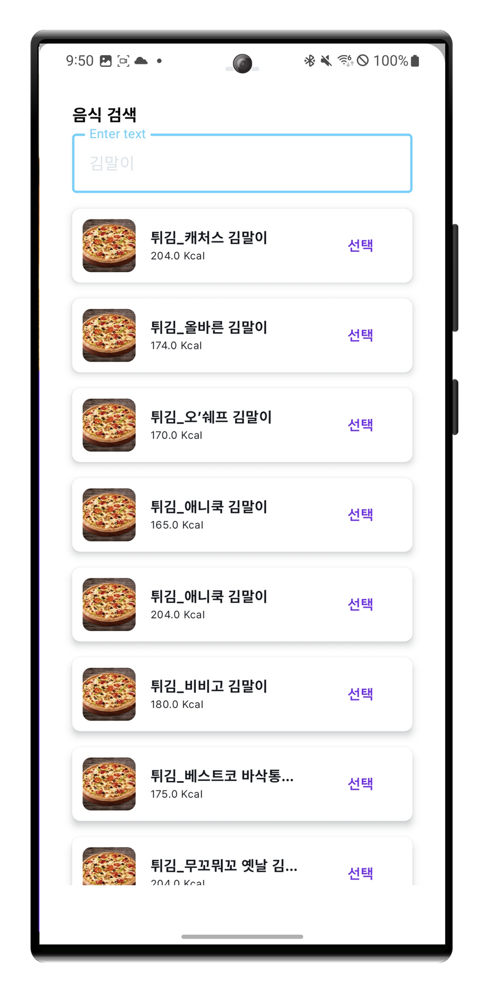 9:50
100%
음식 검색
Enter text
김말이
튀김_캐처스 김말이
204.0 Kcal
선택
튀김_올바른 김말이
174.0 Kcal
선택
튀김_오'쉐프 김말이
170.0 Kcal
선택
튀김_애니쿡 김말이
165.0 Kcal
선택
튀김_애니쿡 김말이
204.0 Kcal
선택
튀김_비비고 김말이
180.0 Kcal
선택
튀김_베스트코 바삭통...
175.0 Kcal
선택
튀김_무꼬뭐꼬 옛날 김...
204.0 Kcal
선택